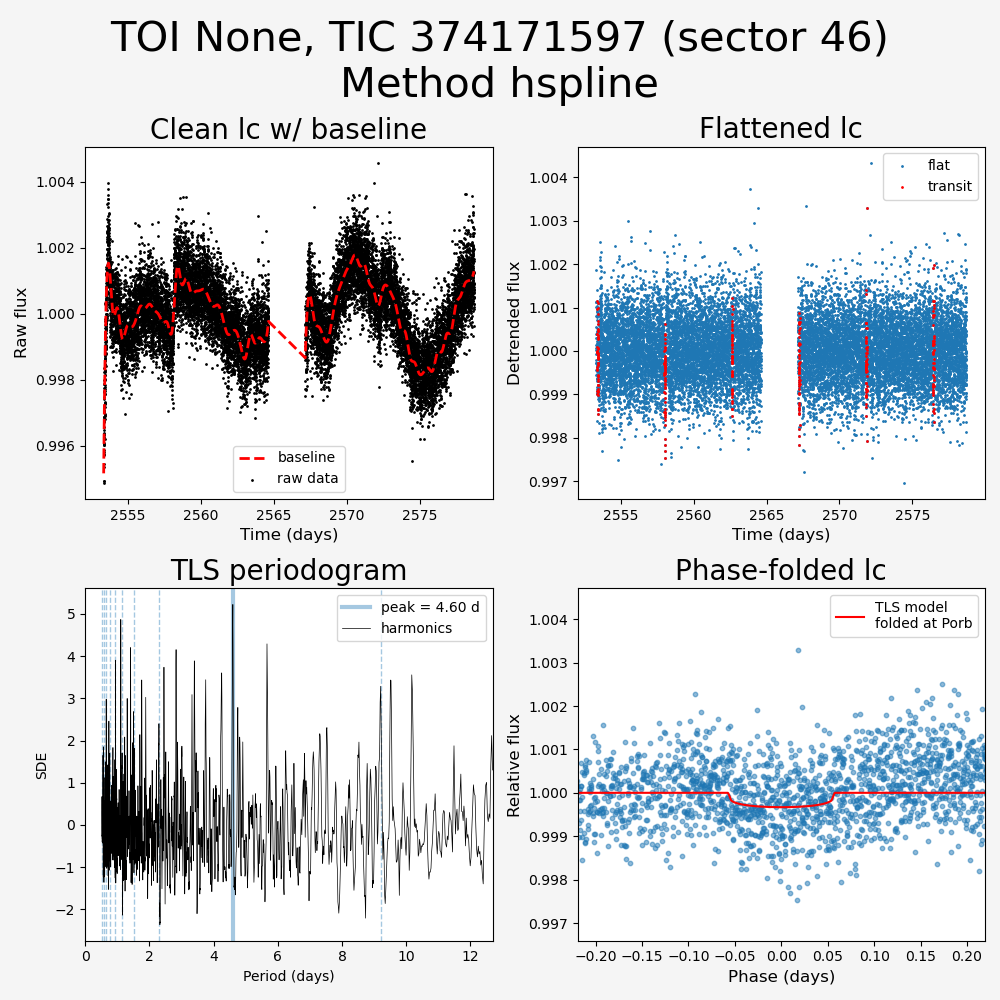 TOI None, TIC 374171597 (sector 46)
Method hspline
Clean lc w/ baseline
Raw flux
1.004
1.002
1.000
0.998
0.996
baseline
raw data
2555 2560 2565 2570 2575
Time (days)
Flattened lc
Detrended flux
1.004
1.003
1.002
1.001
1.000
0.999
0.998
0.997
flat
transit
2555 2560 2565 2570 2575
Time (days)
TLS periodogram
SDE
5
4
3
2
1
0
−1
−2
peak = 4.60 d
harmonics
0 2 4 6 8 10 12
Period (days)
Phase-folded lc
Relative flux
1.004
1.003
1.002
1.001
1.000
0.999
0.998
0.997
TLS model
folded at Porb
−0.20 −0.15 −0.10 −0.05 0.00 0.05 0.10 0.15 0.20
Phase (days)